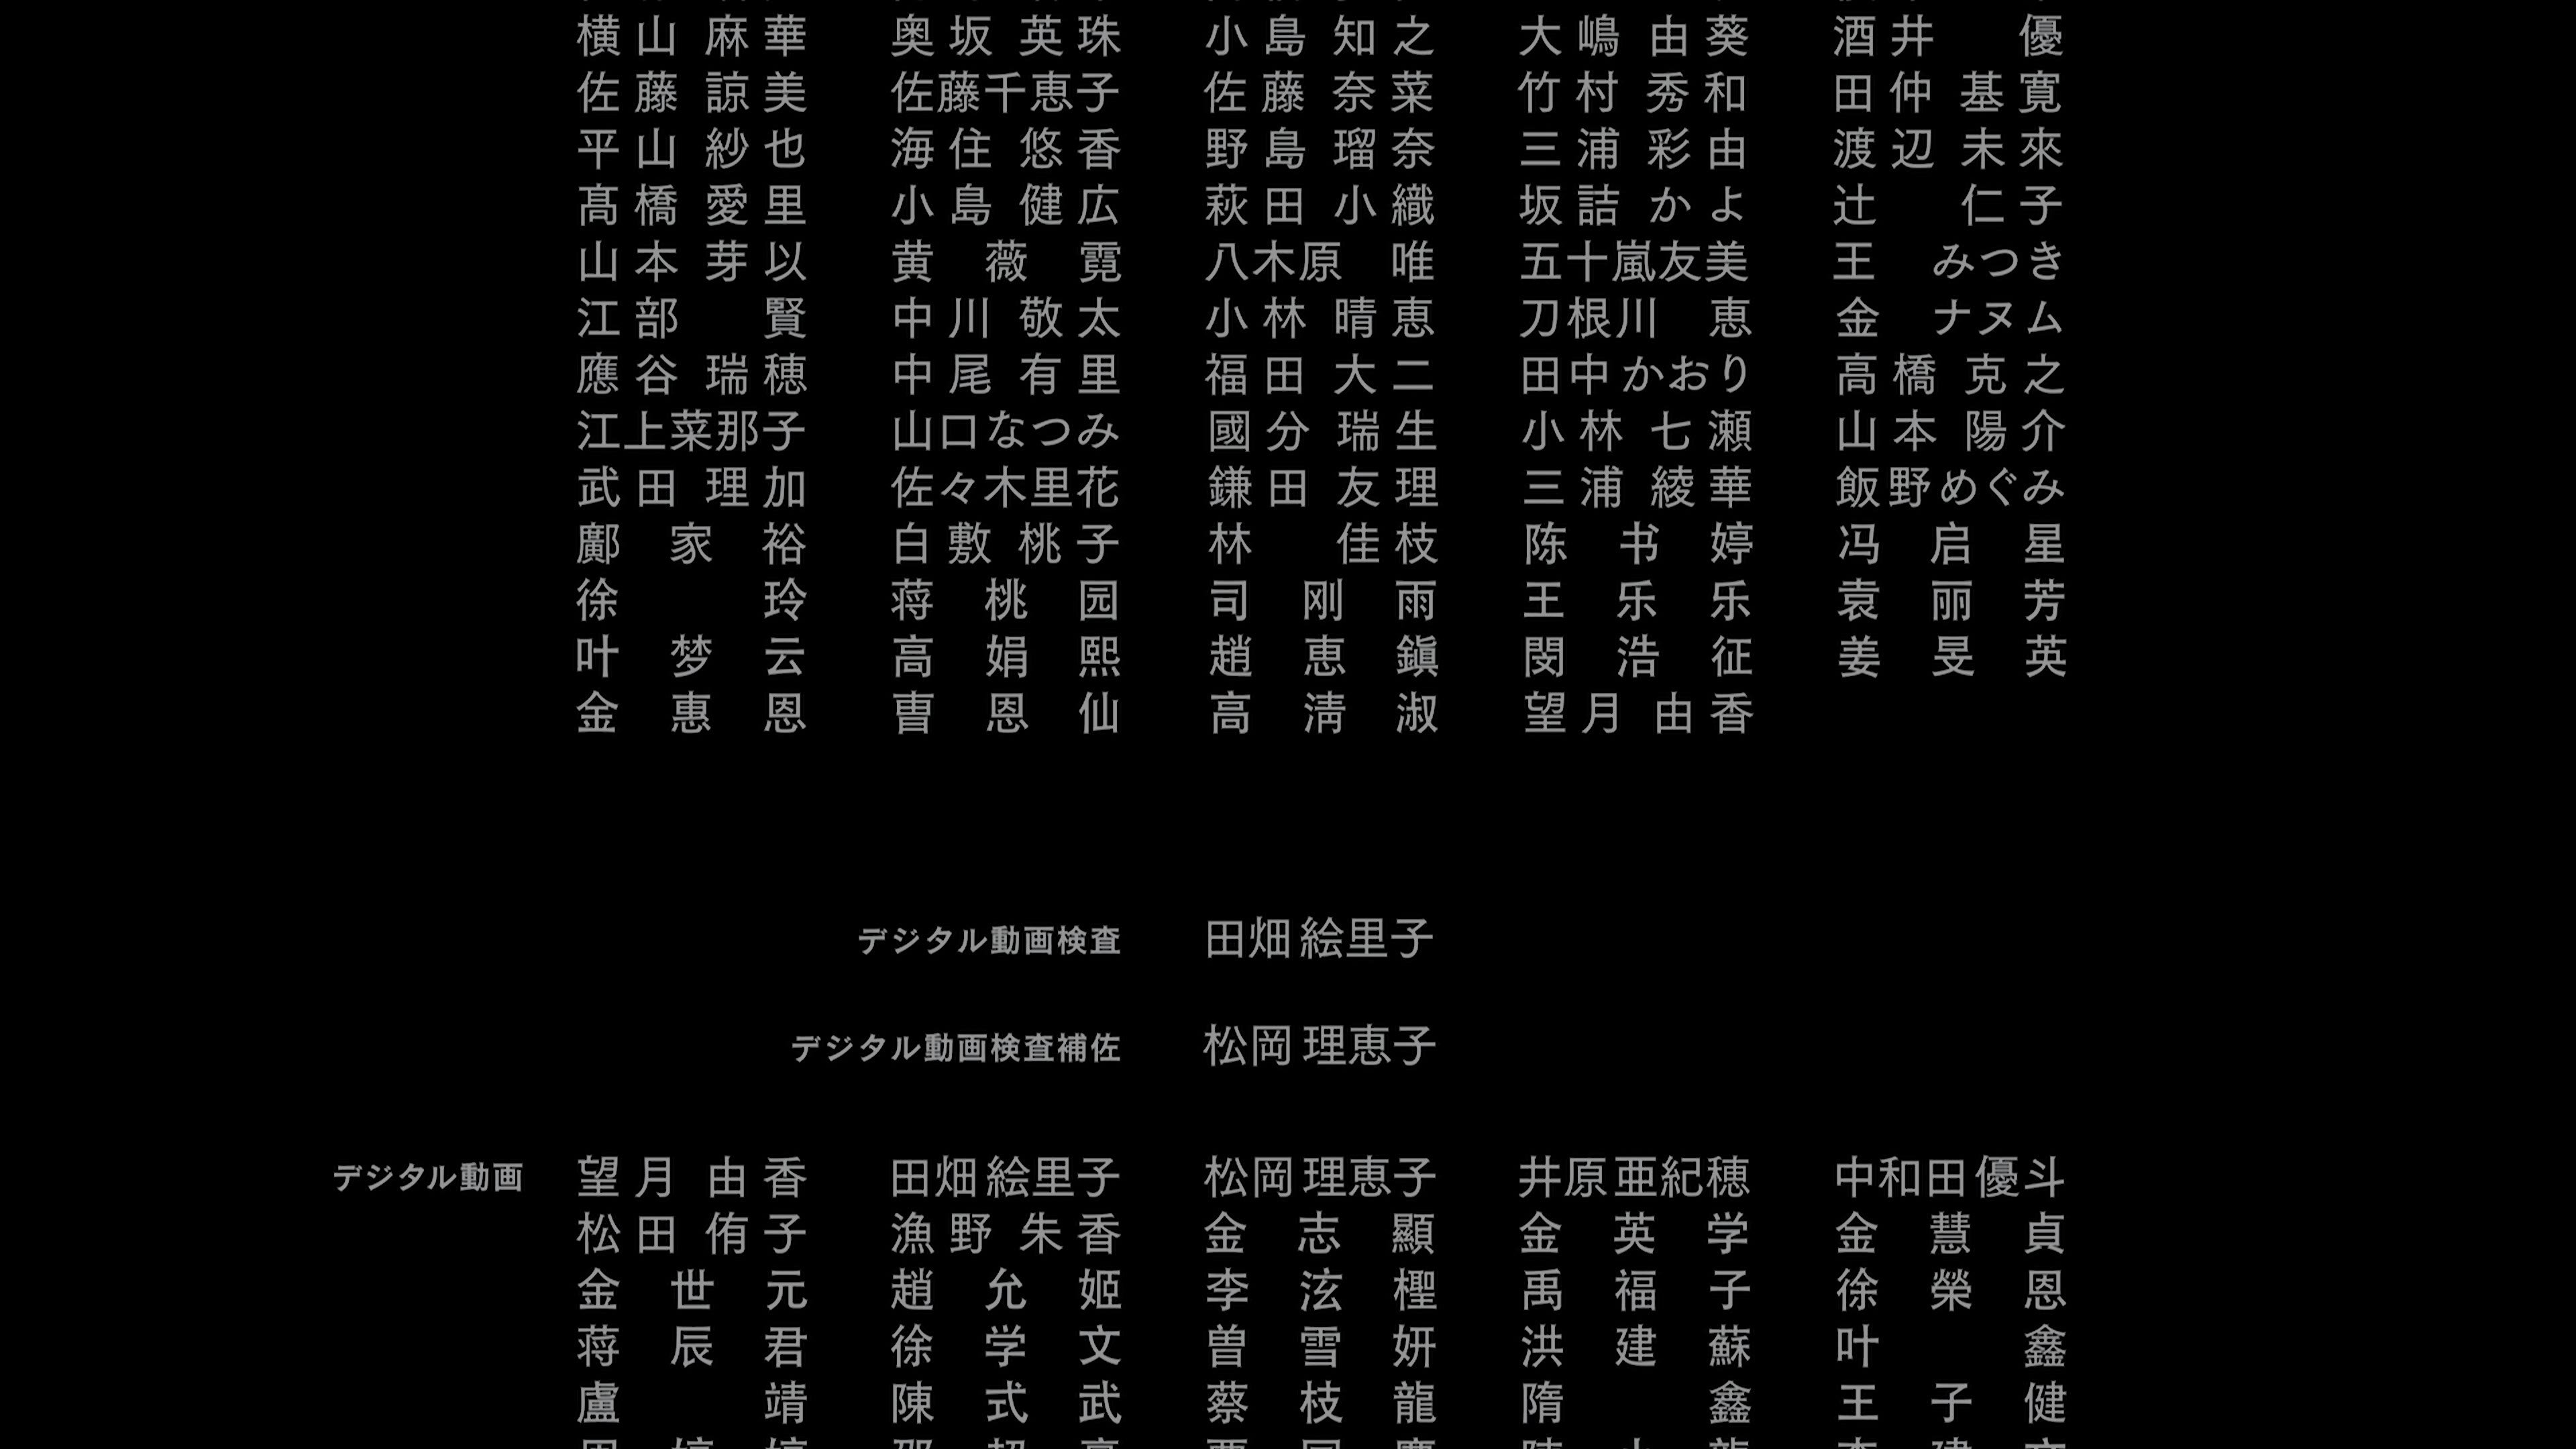 横山麻華 奥坂英珠 小島知之 大嶋由葵 酒井優
佐藤諒美 佐藤千恵子 佐藤奈菜 竹村秀和 田仲基寛
平山紗也 海住悠香 野島瑠奈 三浦彩由 渡辺未來
髙橋愛里 小島健広 萩田小織 坂詰かよ 辻仁子
山本芽以 黄薇霓 八木原唯 五十嵐友美 王みつき
江部賢 中川敬太 小林晴恵 刀根川恵 金ナヌム
應谷瑞穂 中尾有里 福田大二 田中かおり 高橋克之
江上菜那子 山口なつみ 國分瑞生 小林七瀬 山本陽介
武田理加 佐々木里花 鎌田友理 三浦綾華 飯野めぐみ
鄺家裕 白敷桃子 林佳枝 陈书婷 冯启星
徐玲 蒋桃园 司刚雨 王乐乐 袁丽芳
叶梦云 高娟熙 趙恵鎭 閔浩征 姜旻英
金惠恩 曺恩仙 高淸淑 望月由香
デジタル動画検査 田畑絵里子
デジタル動画検査補佐 松岡理恵子
デジタル動画 望月由香 田畑絵里子 松岡理恵子 井原亜紀穂 中和田優斗
松田侑子 漁野朱香 金志顯 金英学 金慧貞
金世元 趙允姫 李泫檉 禹福子 徐榮恩
蒋辰君 徐学文 曽雪妍 洪建蘇 叶鑫
盧靖 陳式武 蔡枝龍 隋鑫 王子健